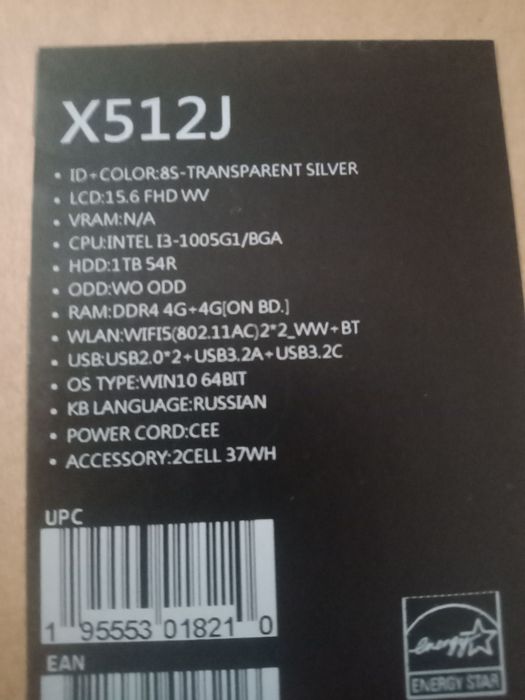 X512J
• ID+COLOR:8S-TRANSPARENT SILVER
• LCD:15.6 FHD WV
• VRAM:N/A
• CPU:INTEL I3-1005G1/BGA
• HDD:1TB 54R
• ODD:WO ODD
• RAM:DDR4 4G+4G[ON BD.]
• WLAN:WIFI5(802.11AC)2*2_WW+BT
• USB:USB2.0*2+USB3.2A+USB3.2C
• OS TYPE:WIN10 64BIT
• KB LANGUAGE:RUSSIAN
• POWER CORD:CEE
• ACCESSORY:2CELL 37WH
UPC
1 95553 01821 0
EAN
energy
ENERGY STAR